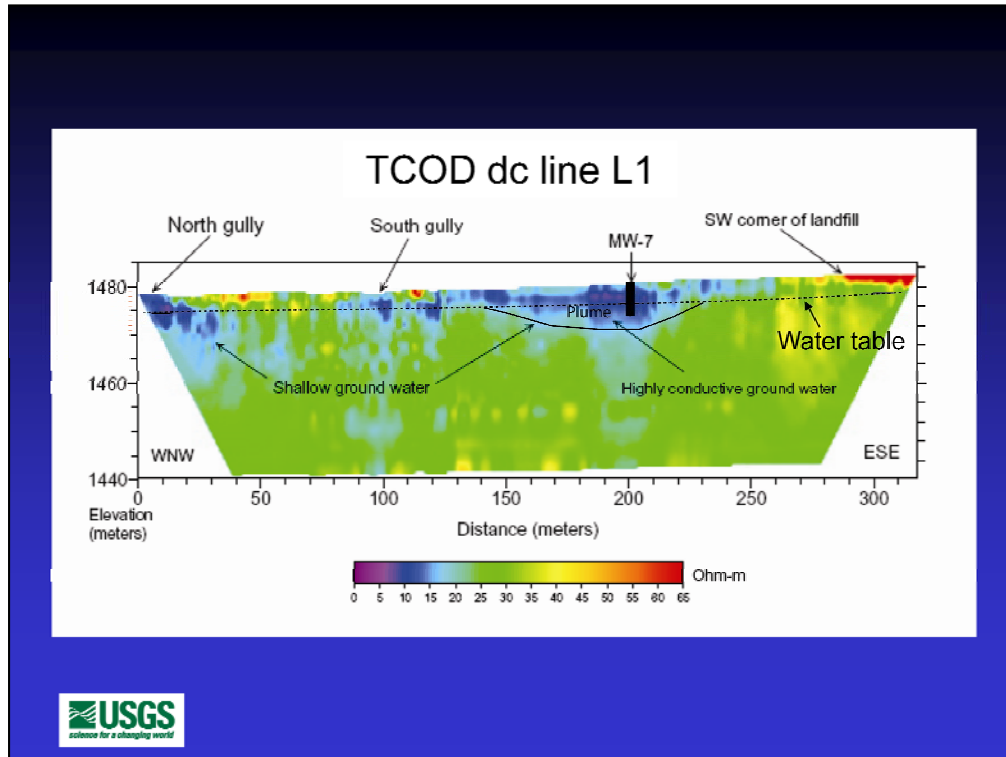 TCOD dc line L1
North gully
South gully
MW-7
SW corner of landfill
1480
Plume
Water table
1460
Shallow ground water
Highly conductive ground water
WNW
ESE
1440
0 50 100 150 200 250 300
Elevation
(meters)
Distance (meters)
Ohm-m
0 5 10 15 20 25 30 35 40 45 50 55 60 65
USGS
science for a changing world